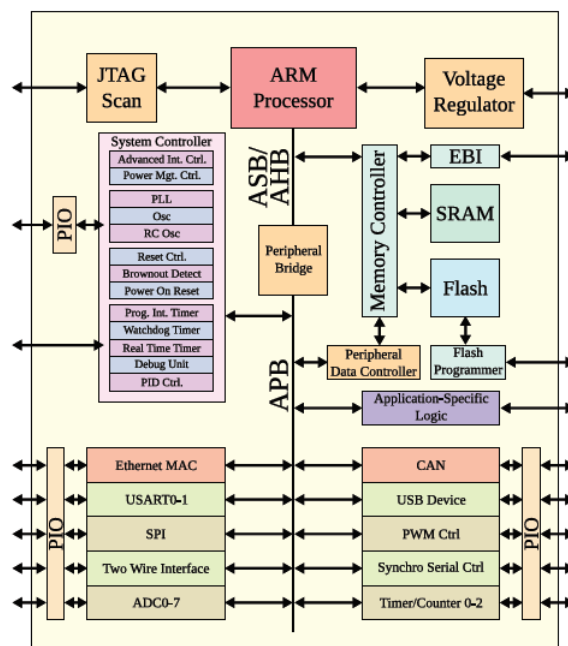 JTAG
Scan
ARM
Processor
Voltage
Regulator
System Controller
Advanced Int. Ctrl.
Power Mgt. Ctrl.
PLL
Osc
RC Osc
Reset Ctrl.
Brownout Detect
Power On Reset
Prog. Int. Timer
Watchdog Timer
Real Time Timer
Debug Unit
PID Ctrl.
PIO
ASB/
AHB
Peripheral
Bridge
APB
Memory Controller
EBI
SRAM
Flash
Peripheral
Data Controller
Flash
Programmer
Application-Specific
Logic
PIO
Ethernet MAC
USART0-1
SPI
Two Wire Interface
ADC0-7
CAN
USB Device
PWM Ctrl
Synchro Serial Ctrl
Timer/Counter 0-2
PIO